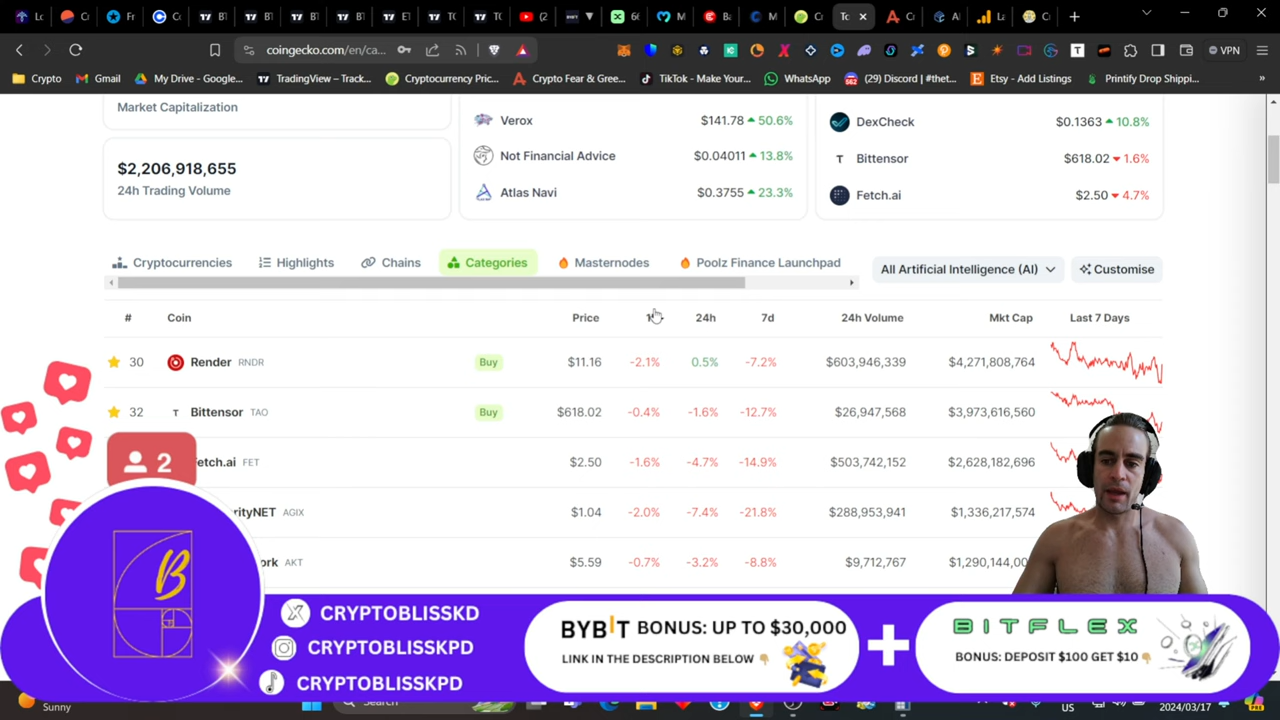 coingecko.com/en/ca...
VPN
Crypto
Gmail
My Drive - Google...
TradingView – Track...
Cryptocurrency Pric...
Crypto Fear & Gree...
TikTok - Make Your...
WhatsApp
(29) Discord | #thet...
Etsy - Add Listings
Printify Drop Shippi...
Market Capitalization
$2,206,918,655
24h Trading Volume
Verox $141.78 50.6%
Not Financial Advice $0.04011 13.8%
Atlas Navi $0.3755 23.3%
DexCheck $0.1363 10.8%
Bittensor $618.02 1.6%
Fetch.ai $2.50 4.7%
Cryptocurrencies Highlights Chains Categories Masternodes Poolz Finance Launchpad
All Artificial Intelligence (AI) Customise
# Coin Price 24h 7d 24h Volume Mkt Cap Last 7 Days
30 Render RNDR Buy $11.16 -2.1% 0.5% -7.2% $603,946,339 $4,271,808,764
32 Bittensor TAO Buy $618.02 -0.4% -1.6% -12.7% $26,947,568 $3,973,616,560
etch.ai FET $2.50 -1.6% -4.7% -14.9% $503,742,152 $2,628,182,696
arityNET AGIX $1.04 -2.0% -7.4% -21.8% $288,953,941 $1,336,217,574
ork AKT $5.59 -0.7% -3.2% -8.8% $9,712,767 $1,290,144,00
2
B
CRYPTOBLISSKD
CRYPTOBLISSKPD
CRYPTOBLISSKPD
BYBIT BONUS: UP TO $30,000
LINK IN THE DESCRIPTION BELOW
+
BITFLEX
BONUS: DEPOSIT $100 GET $10
Sunny
Search
US
2024/03/17